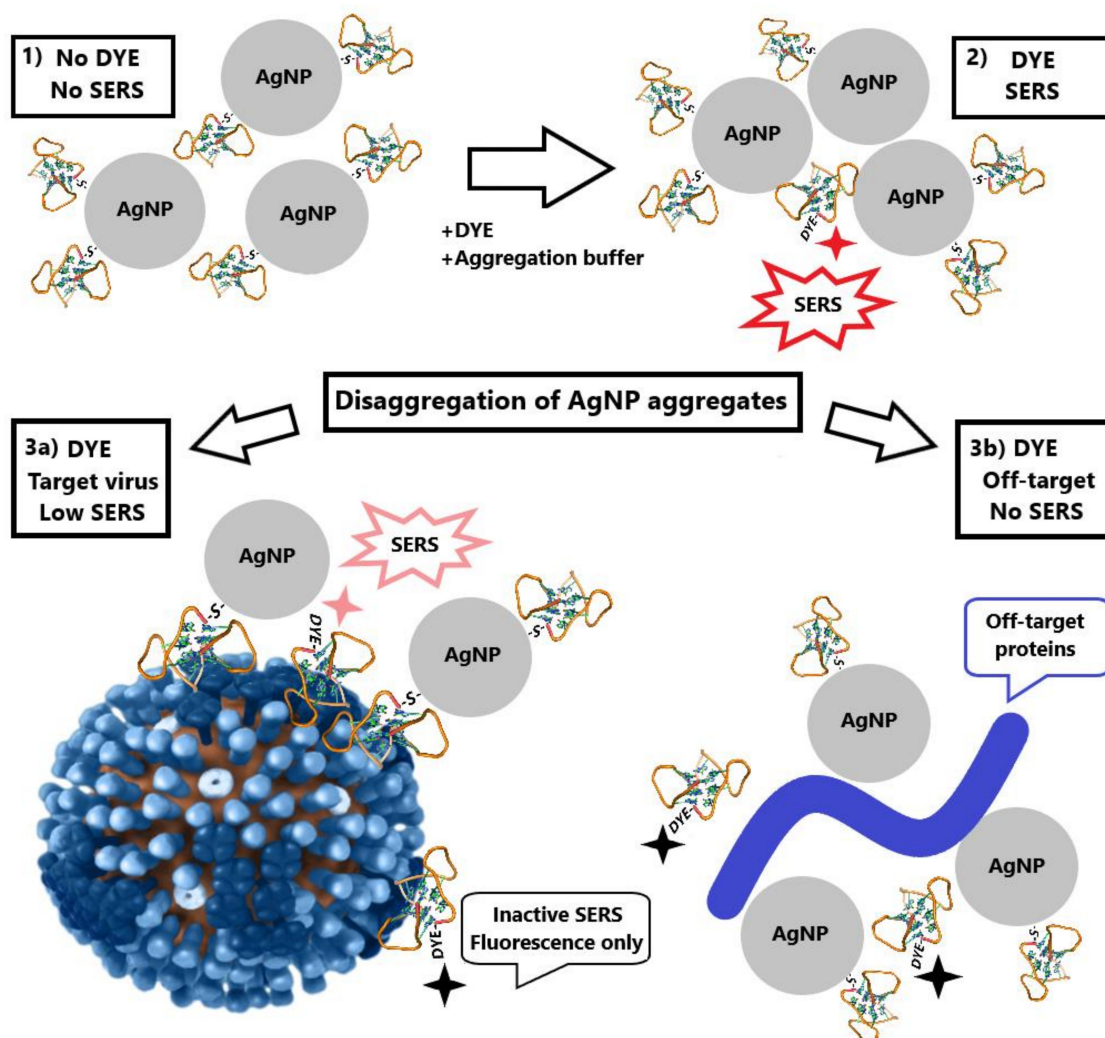 1) No DYE
No SERS
AgNP
-S-
-S-
-S-
-S-
-S-
-S-
AgNP
AgNP
+DYE
+Aggregation buffer
2) DYE
SERS
AgNP
AgNP
AgNP
-S-
-S-
-S-
-S-
-S-
DYE
SERS
Disaggregation of AgNP aggregates
3a) DYE
Target virus
Low SERS
AgNP
SERS
-S-
DYE-
AgNP
-S-
-S-
DYE-
Inactive SERS
Fluorescence only
3b) DYE
Off-target
No SERS
Off-target
proteins
-S-
AgNP
DYE
AgNP
AgNP
DYE
-S-
-S-